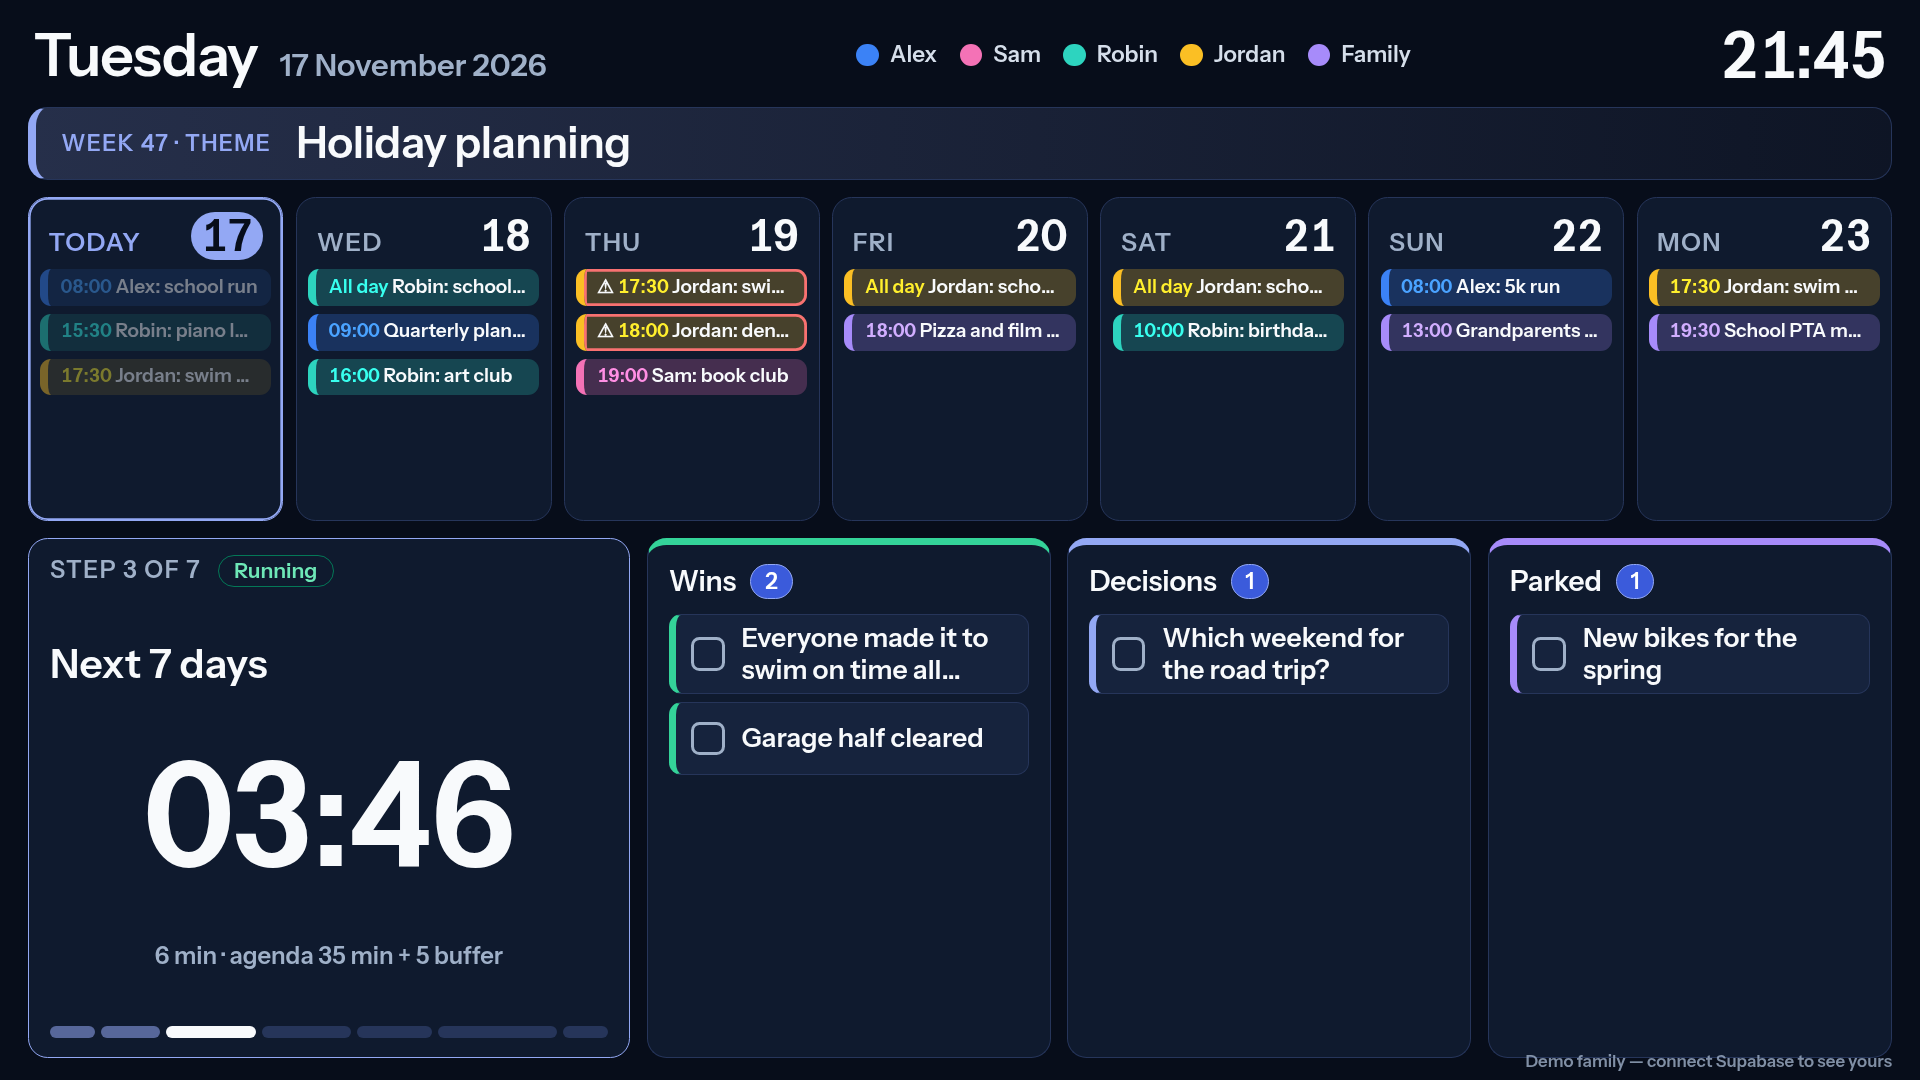 Tuesday 17 November 2026
Alex Sam Robin Jordan Family
21:45
WEEK 47 · THEME Holiday planning
TODAY 17
08:00 Alex: school run
15:30 Robin: piano l...
17:30 Jordan: swim ...
WED 18
All day Robin: school...
09:00 Quarterly plan...
16:00 Robin: art club
THU 19
⚠ 17:30 Jordan: swi...
⚠ 18:00 Jordan: den...
19:00 Sam: book club
FRI 20
All day Jordan: scho...
18:00 Pizza and film ...
SAT 21
All day Jordan: scho...
10:00 Robin: birthda...
SUN 22
08:00 Alex: 5k run
13:00 Grandparents ...
MON 23
17:30 Jordan: swim ...
19:30 School PTA m...
STEP 3 OF 7 Running
Next 7 days
03:46
6 min · agenda 35 min + 5 buffer
Wins 2
Everyone made it to
swim on time all...
Garage half cleared
Decisions 1
Which weekend for
the road trip?
Parked 1
New bikes for the
spring
Demo family — connect Supabase to see yours